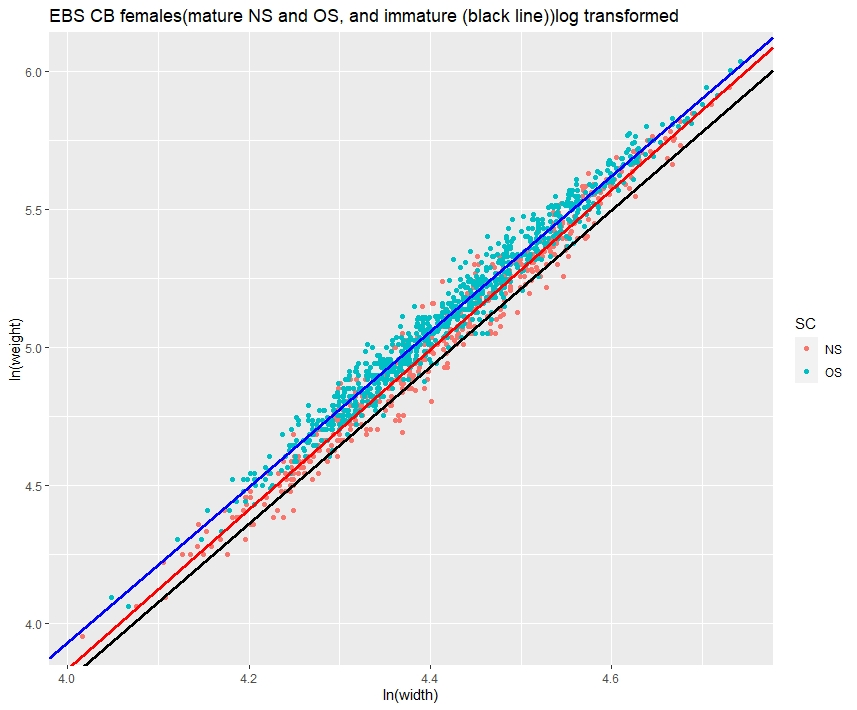 EBS CB females(mature NS and OS, and immature (black line))log transformed
6.0
5.5
5.0
4.5
4.0
ln(weight)
4.0 4.2 4.4 4.6
ln(width)
SC
NS
OS